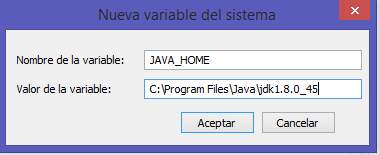 Nueva variable del sistema
Nombre de la variable: JAVA_HOME
Valor de la variable: C:\Program Files\Java\jdk1.8.0_45
Aceptar Cancelar